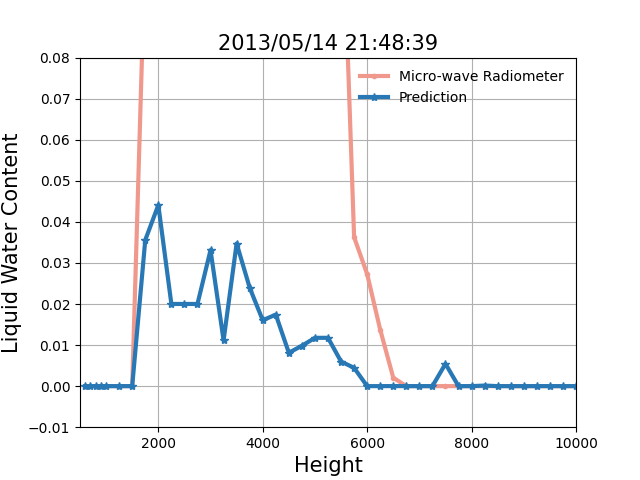 2013/05/14 21:48:39
Micro-wave Radiometer
Prediction
0.08
0.07
0.06
0.05
0.04
0.03
0.02
0.01
0.00
−0.01
Liquid Water Content
2000 4000 6000 8000 10000
Height